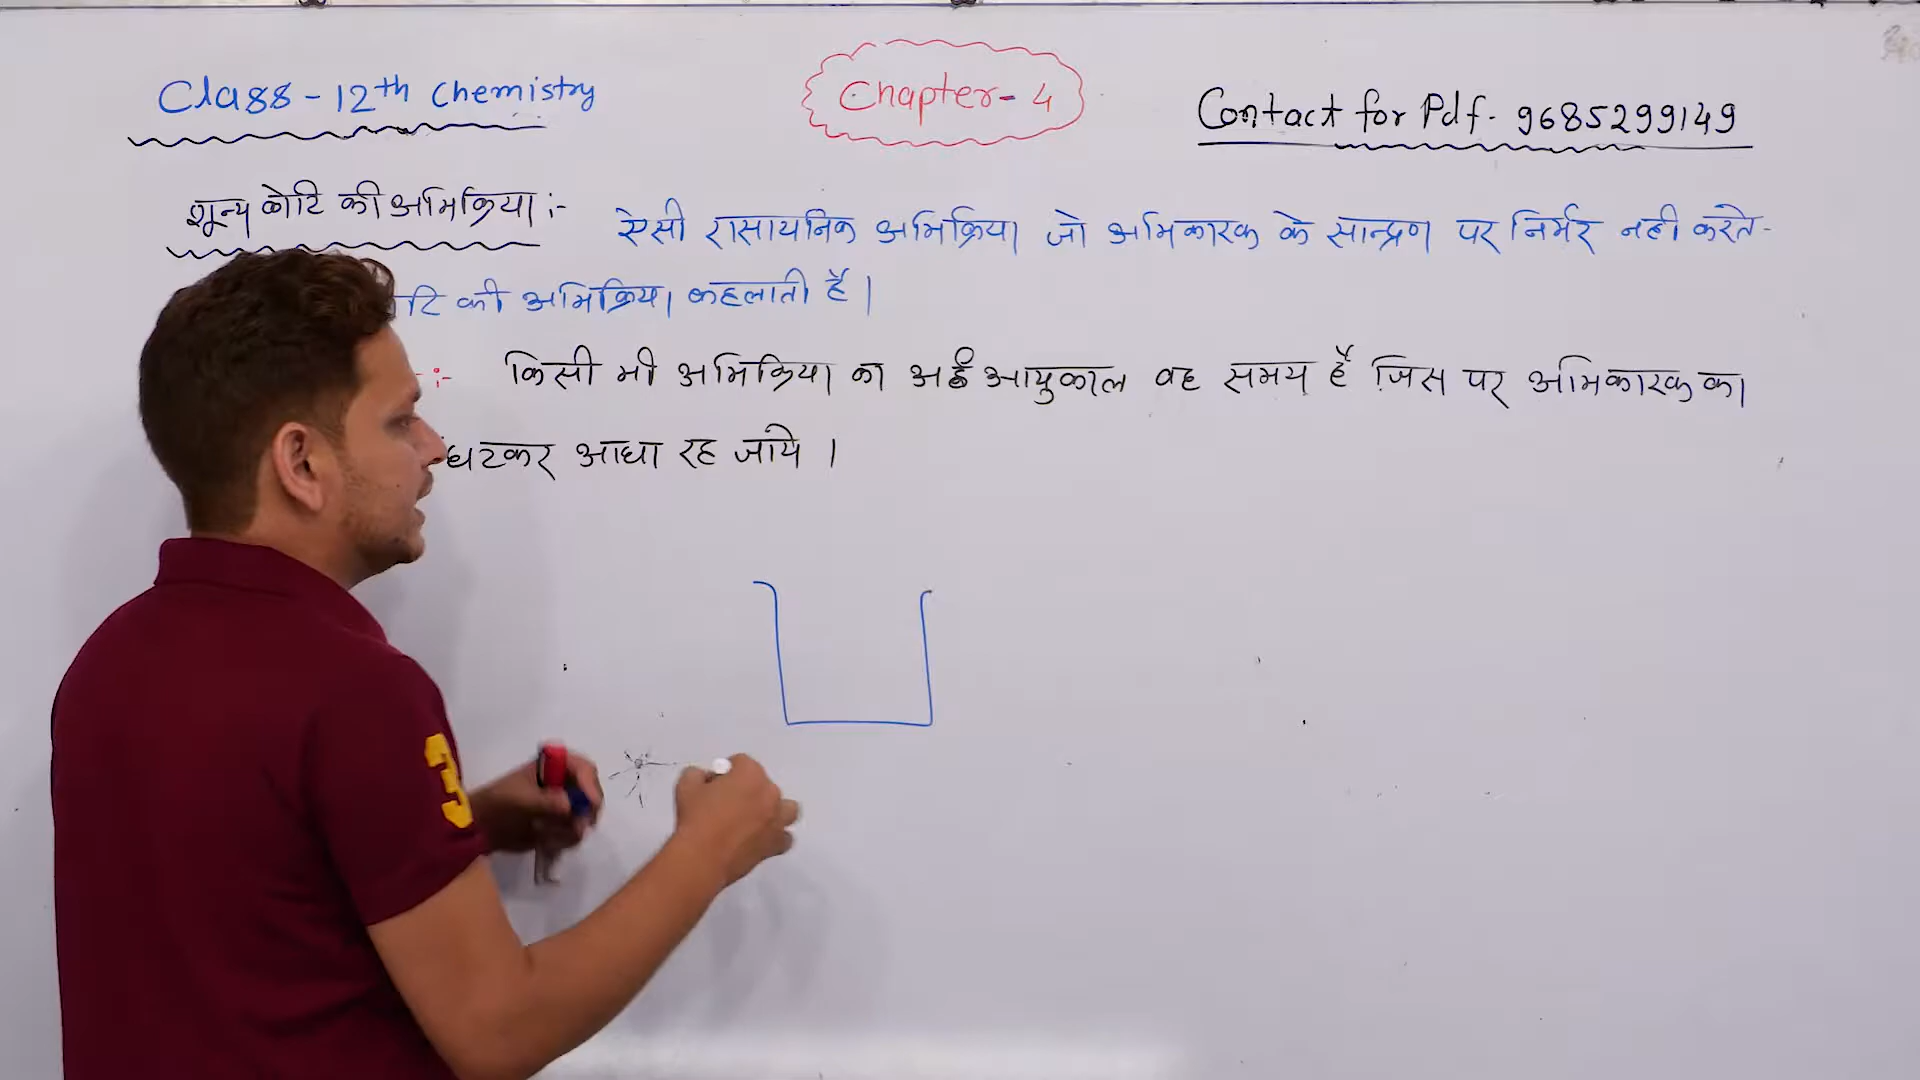 Class - 12th Chemistry
Chapter - 4
Contact for Pdf - 9685299149
शून्य कोटि की अभिक्रिया :- ऐसी रासायनिक अभिक्रिया जो अभिकारक के सान्द्रण पर निर्भर नही करते -
टि की अभिक्रिया कहलाती है।
:- किसी भी अभिक्रिया का अर्द्ध आयुकाल वह समय है जिस पर अभिकारक का
घटकर आधा रह जाये ।
3